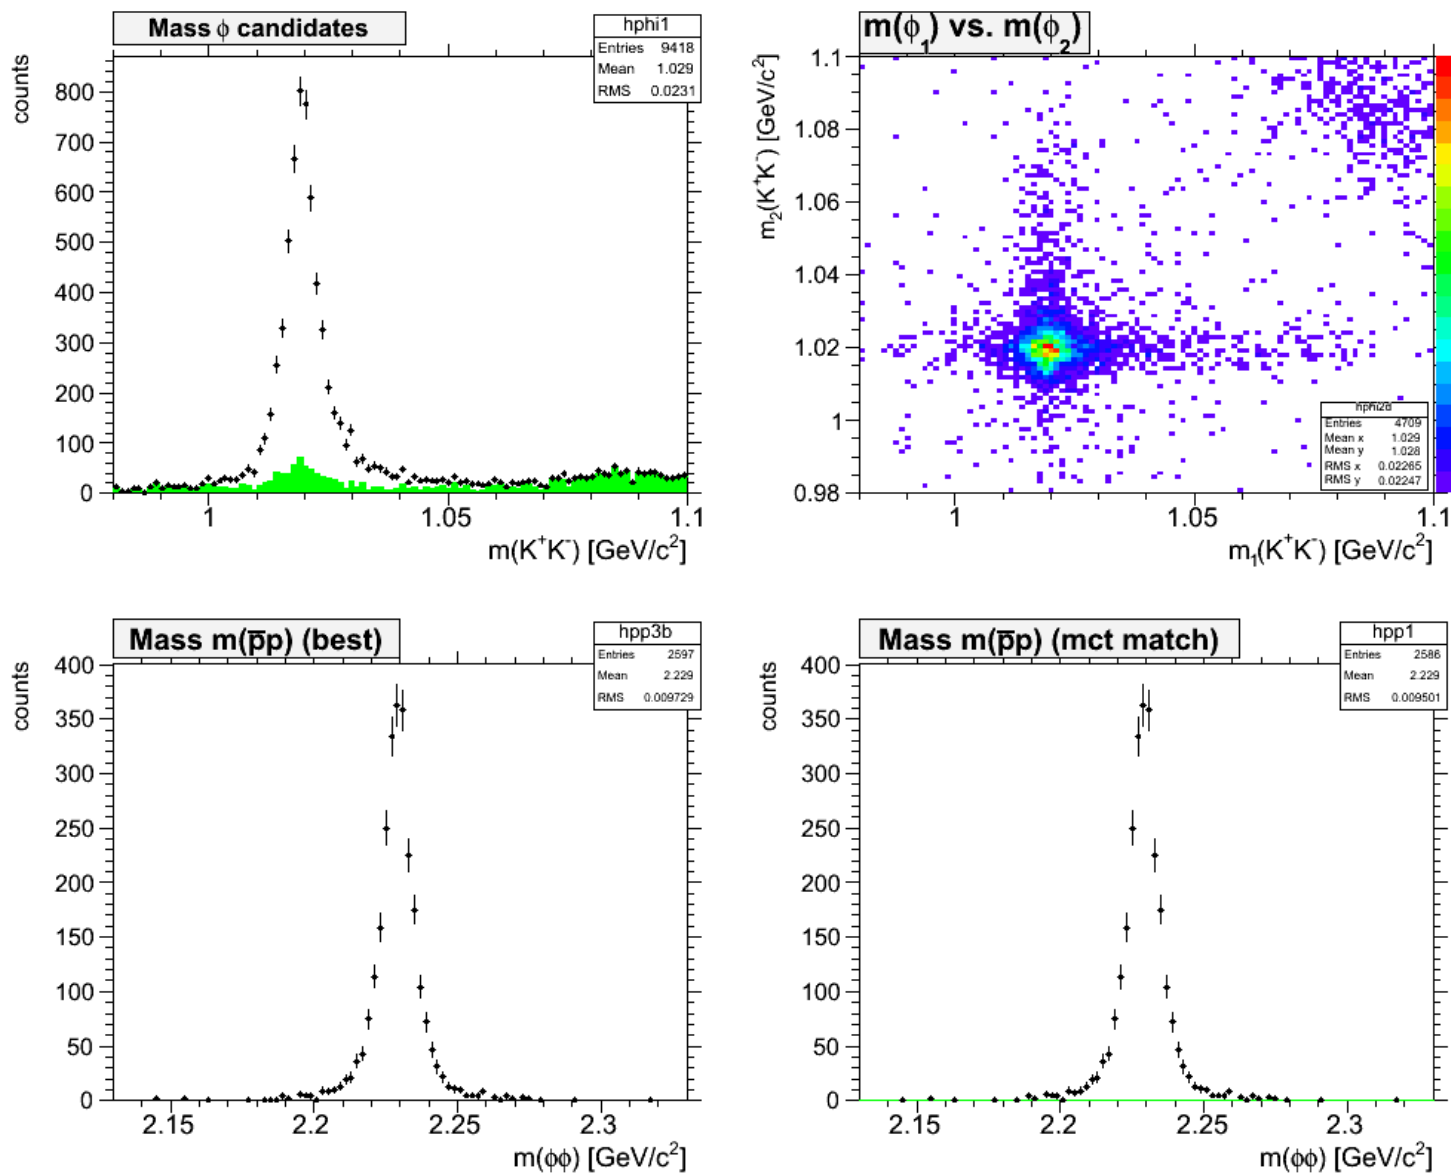 Mass ϕ candidates
hphi1
Entries 9418
Mean 1.029
RMS 0.0231
counts
800
700
600
500
400
300
200
100
0
1 1.05 1.1
m(K⁺K⁻) [GeV/c²]
m(ϕ₁) vs. m(ϕ₂)
m₂(K⁺K⁻) [GeV/c²]
1.1
1.08
1.06
1.04
1.02
1
0.98
hphi2d
Entries 4709
Mean x 1.029
Mean y 1.028
RMS x 0.02265
RMS y 0.02247
1 1.05 1.1
m₁(K⁺K⁻) [GeV/c²]
Mass m(p̅p) (best)
hpp3b
Entries 2597
Mean 2.229
RMS 0.009729
counts
400
350
300
250
200
150
100
50
0
2.15 2.2 2.25 2.3
m(ϕϕ) [GeV/c²]
Mass m(p̅p) (mct match)
hpp1
Entries 2586
Mean 2.229
RMS 0.009501
counts
400
350
300
250
200
150
100
50
0
2.15 2.2 2.25 2.3
m(ϕϕ) [GeV/c²]